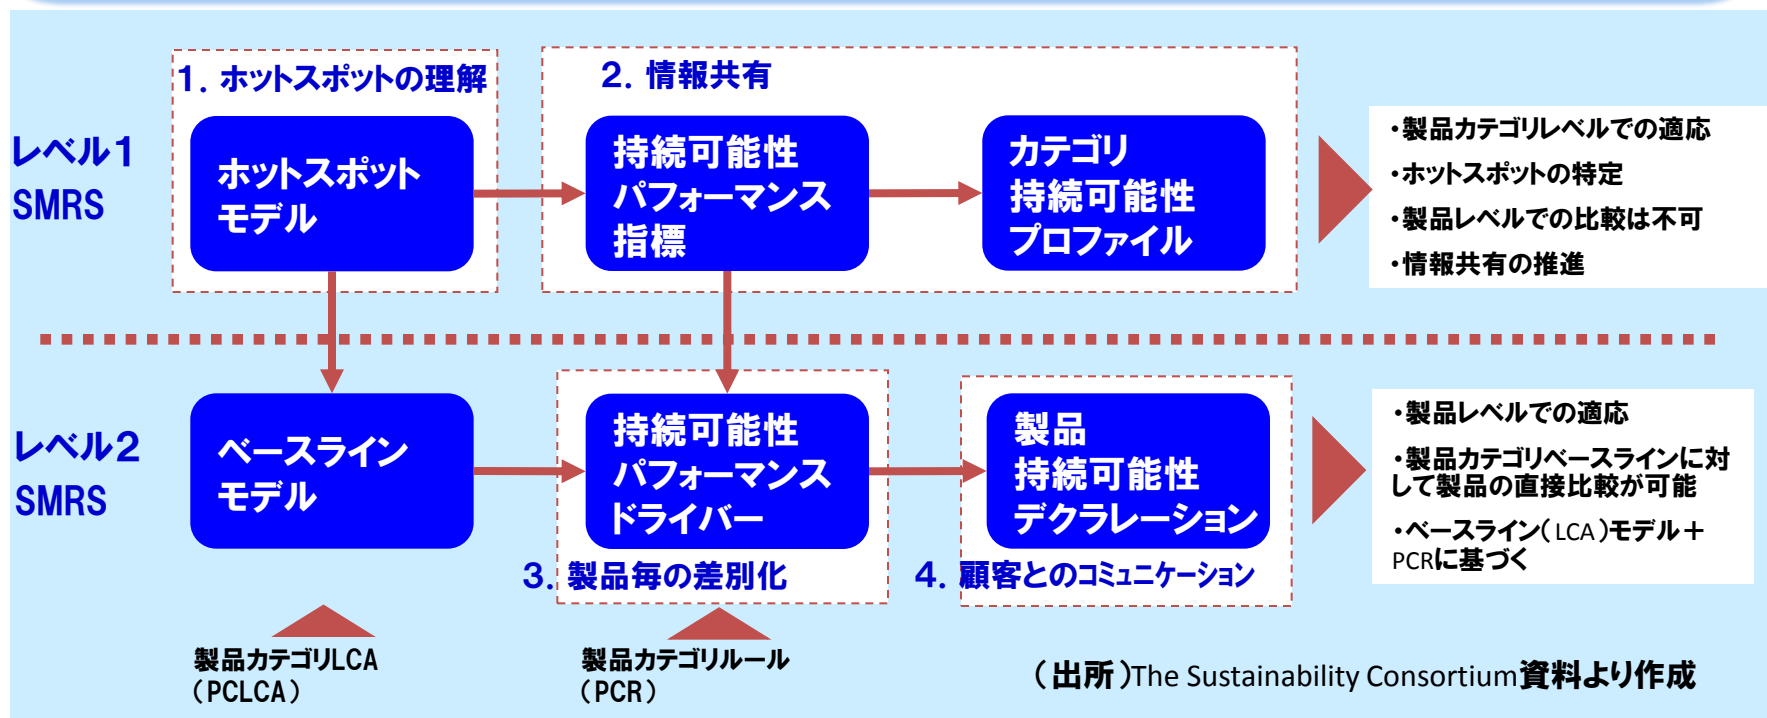 1. ホットスポットの理解
2. 情報共有
レベル1
SMRS
ホットスポット
モデル
持続可能性
パフォーマンス
指標
カテゴリ
持続可能性
プロファイル
・製品カテゴリレベルでの適応
・ホットスポットの特定
・製品レベルでの比較は不可
・情報共有の推進
レベル2
SMRS
ベースライン
モデル
持続可能性
パフォーマンス
ドライバー
製品
持続可能性
デクラレーション
・製品レベルでの適応
・製品カテゴリベースラインに対
して製品の直接比較が可能
・ベースライン(LCA)モデル+
PCRに基づく
3. 製品毎の差別化
4. 顧客とのコミュニケーション
製品カテゴリLCA
(PCLCA)
製品カテゴリルール
(PCR)
(出所)The Sustainability Consortium資料より作成